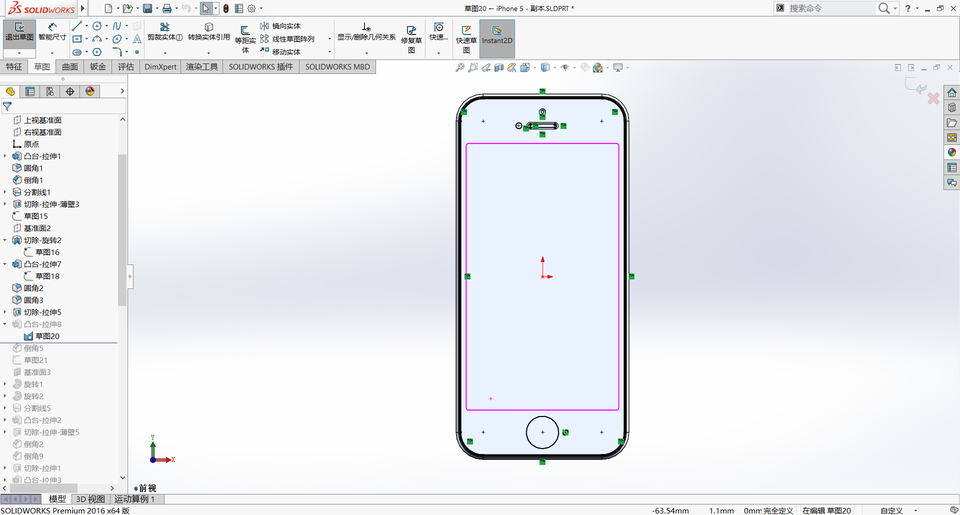 SOLIDWORKS
草图20 – iPhone 5 - 副本.SLDPRT *
搜索命令
退出草图
智能尺寸
剪裁实体(T)
转换实体引用
等距实体
镜向实体
线性草图阵列
移动实体
显示/删除几何关系
修复草图
快速...
快速草图
Instant2D
特征 草图 曲面 钣金 评估 DimXpert 渲染工具 SOLIDWORKS 插件 SOLIDWORKS MBD
上视基准面
右视基准面
原点
凸台-拉伸1
圆角1
倒角1
分割线1
切除-拉伸-薄壁3
草图15
基准面2
切除-旋转2
草图16
凸台-拉伸7
草图18
圆角2
圆角3
切除-拉伸5
凸台-拉伸8
草图20
倒角5
草图21
基准面3
旋转1
旋转2
分割线5
凸台-拉伸2
切除-拉伸-薄壁5
倒角2
倒角9
切除-拉伸1
凸台-拉伸3
Y
X
*前视
模型 3D 视图 运动算例 1
SOLIDWORKS Premium 2016 x64 版
-63.54mm 1.1mm 0mm 完全定义 在编辑 草图20 自定义